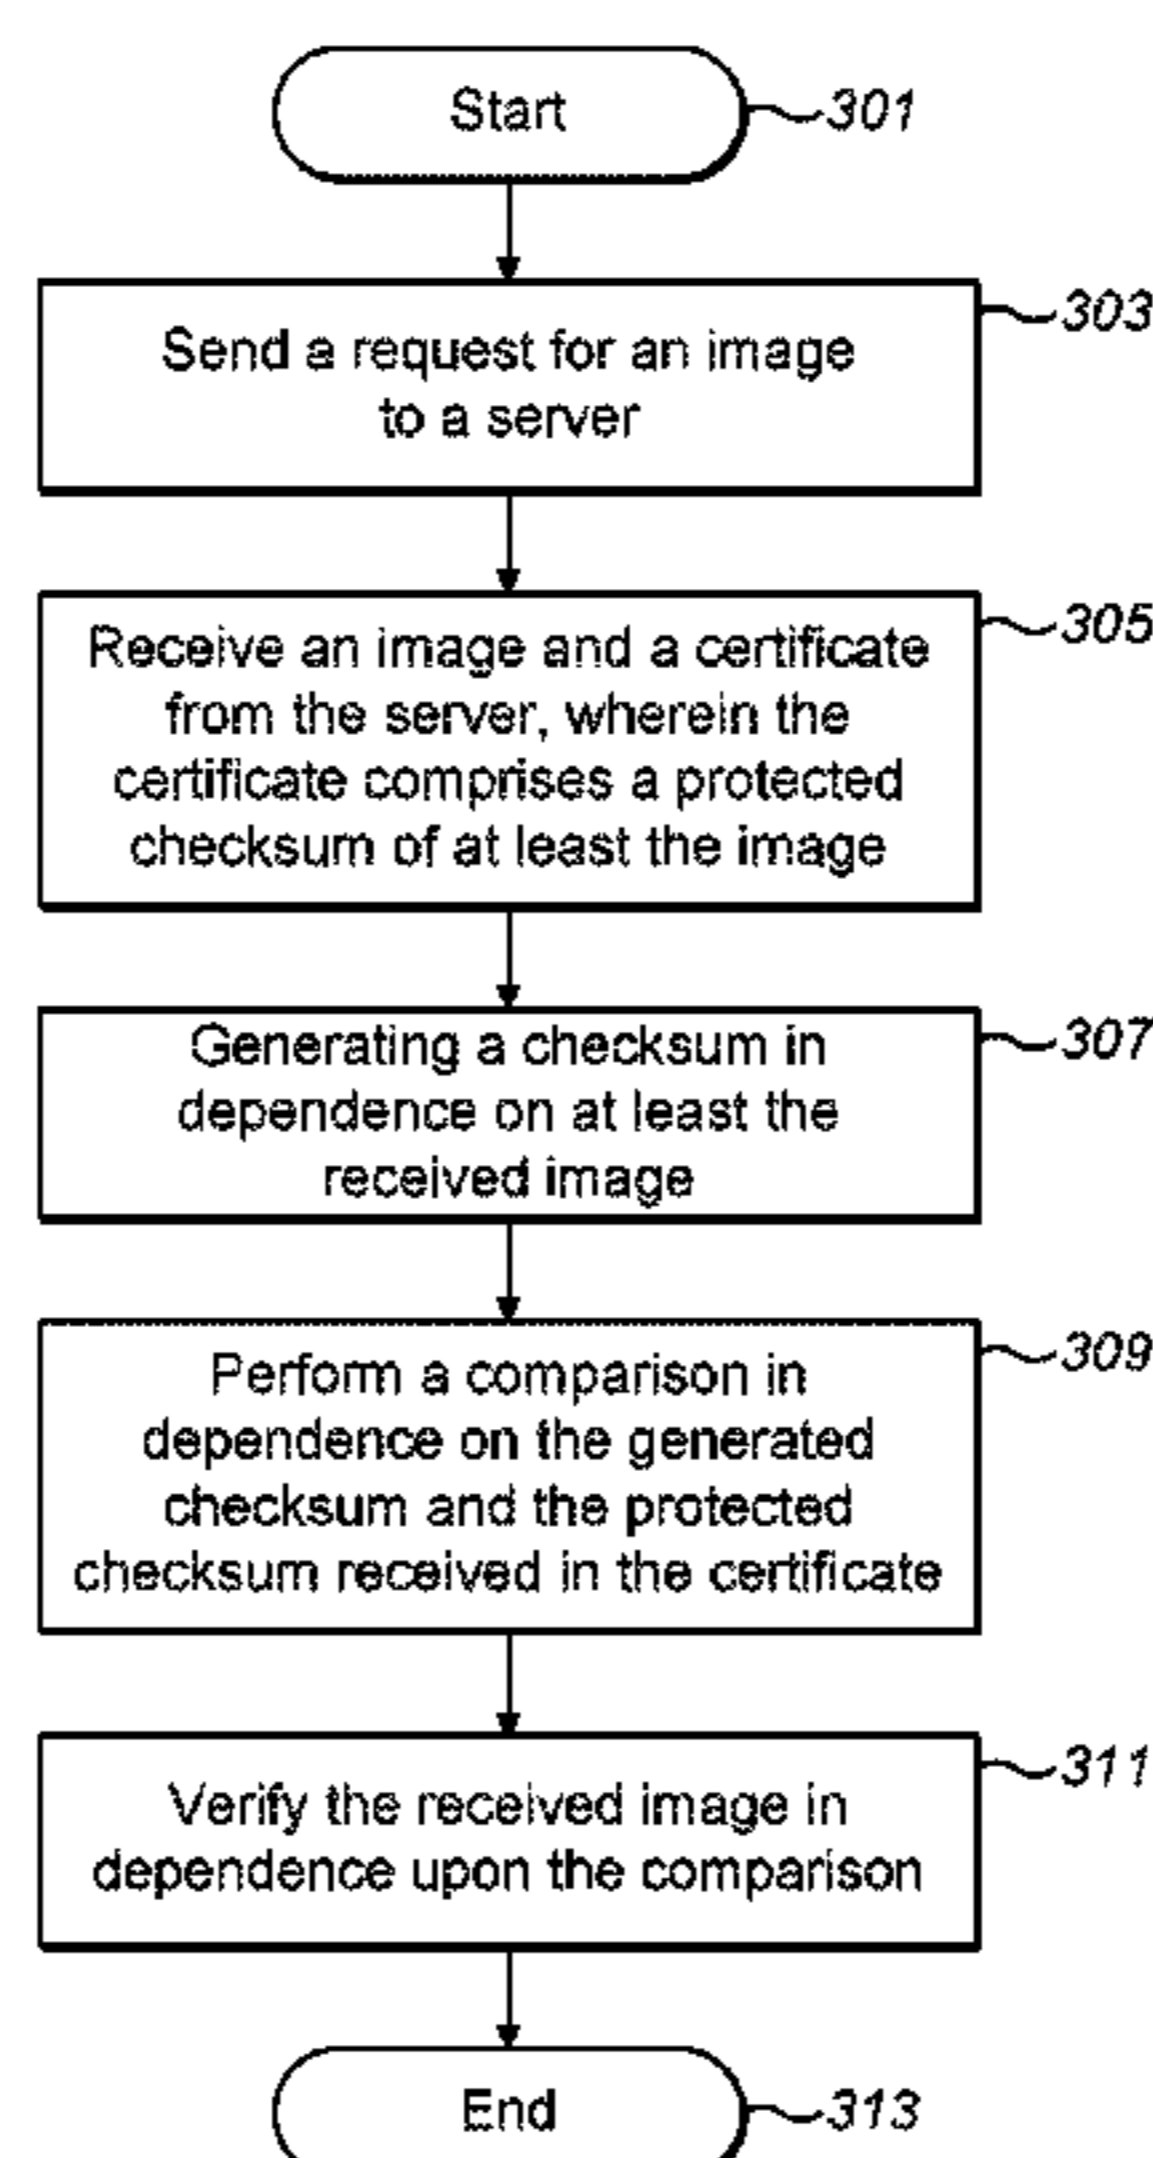 Start
301
Send a request for an image
to a server
303
Receive an image and a certificate
from the server, wherein the
certificate comprises a protected
checksum of at least the image
305
Generating a checksum in
dependence on at least the
received image
307
Perform a comparison in
dependence on the generated
checksum and the protected
checksum received in the certificate
309
Verify the received image in
dependence upon the comparison
311
End
313